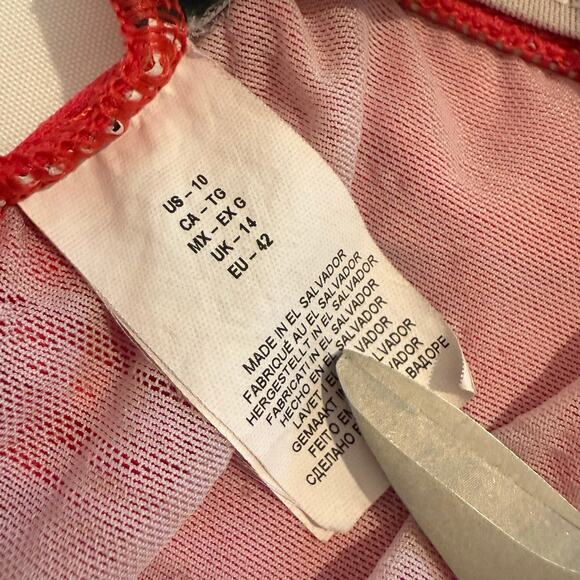 US – 10
CA – TG
MX – EX G
UK – 14
EU – 42
MADE IN EL SALVADOR
FABRIQUÉ AU EL SALVADOR
HERGESTELLT IN EL SALVADOR
FABRICATI IN EL SALVADOR
HECHO EN EL SALVADOR
LAVET SALVADOR
GEMAAKT IN
FEITO EM
СДЕЛАНО